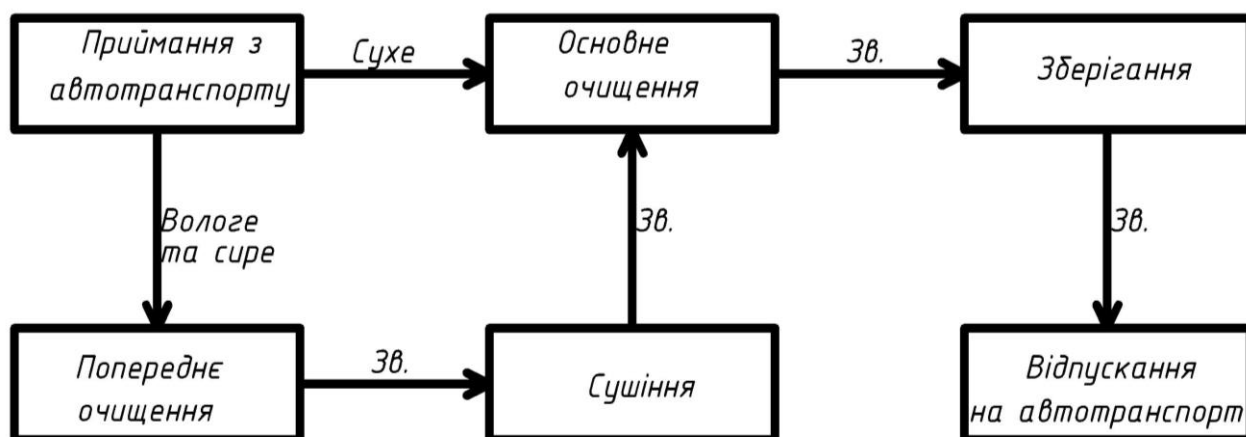 Приймання з
автотранспорту
Сухе
Основне
очищення
Зв.
Зберігання
Вологе
та сире
Зв.
Зв.
Попереднє
очищення
Зв.
Сушіння
Відпускання
на автотранспорт